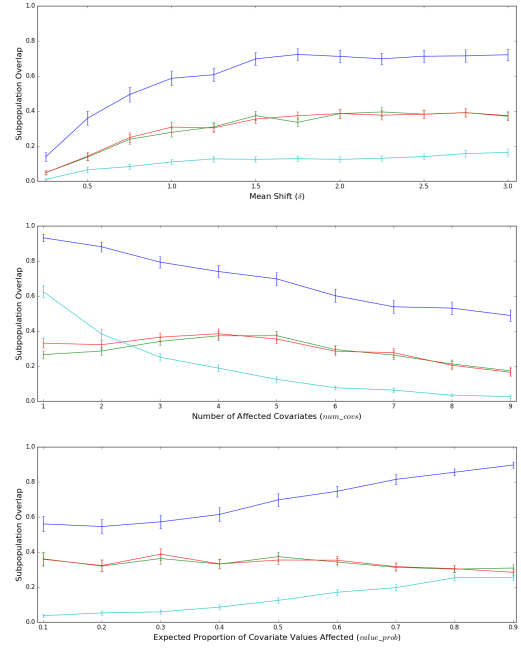 1.0
0.8
0.6
0.4
0.2
0.0
Subpopulation Overlap
0.5 1.0 1.5 2.0 2.5 3.0
Mean Shift (δ)
1.0
0.8
0.6
0.4
0.2
0.0
Subpopulation Overlap
1 2 3 4 5 6 7 8 9
Number of Affected Covariates (num_covs)
1.0
0.8
0.6
0.4
0.2
0.0
Subpopulation Overlap
0.1 0.2 0.3 0.4 0.5 0.6 0.7 0.8 0.9
Expected Proportion of Covariate Values Affected (value_prob)